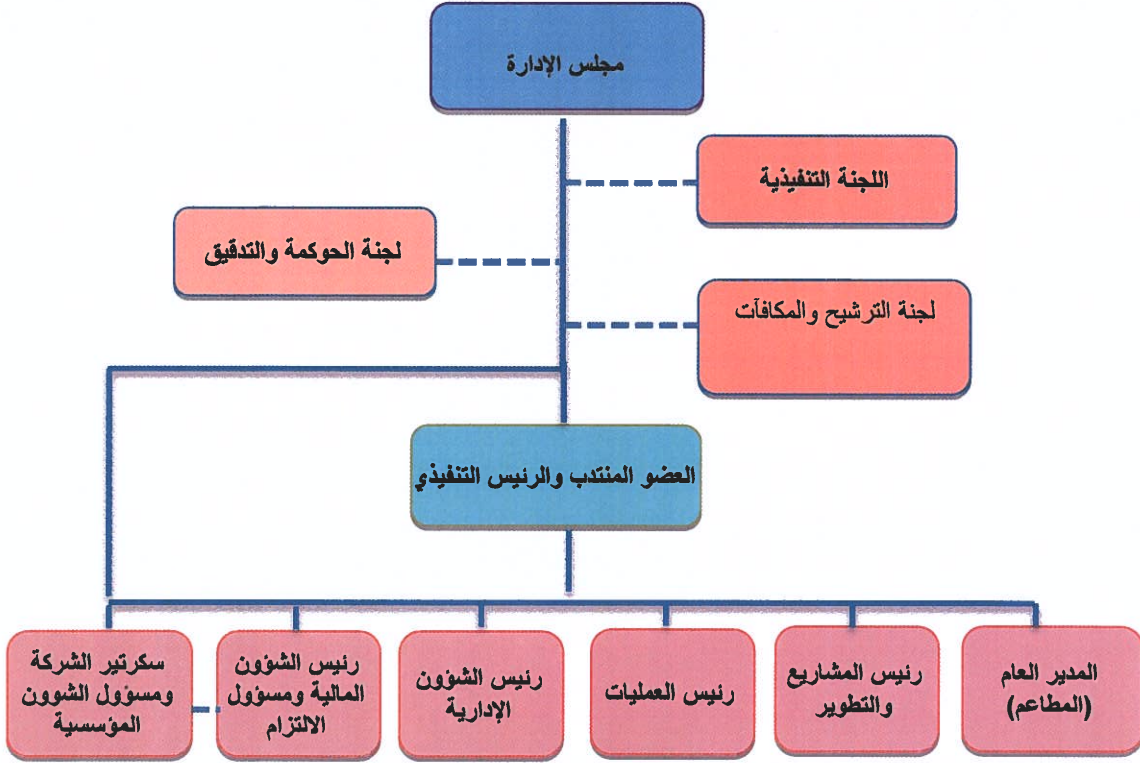 مجلس الإدارة
اللجنة التنفيذية
لجنة الحوكمة والتدقيق
لجنة الترشيح والمكافآت
العضو المنتدب والرئيس التنفيذي
المدير العام
(المطاعم)
رئيس المشاريع
والتطوير
رئيس العمليات
رئيس الشؤون
الإدارية
رئيس الشؤون
المالية ومسؤول
الالتزام
سكرتير الشركة
ومسؤول الشوون
المؤسسية